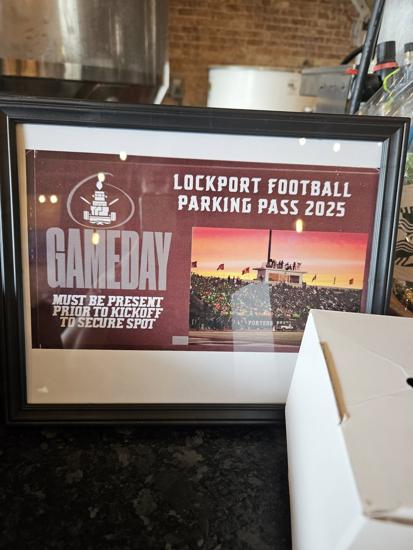 LOCKPORT FOOTBALL
PARKING PASS 2025
GAMEDAY
MUST BE PRESENT
PRIOR TO KICKOFF
TO SECURE SPOT
PORTERS